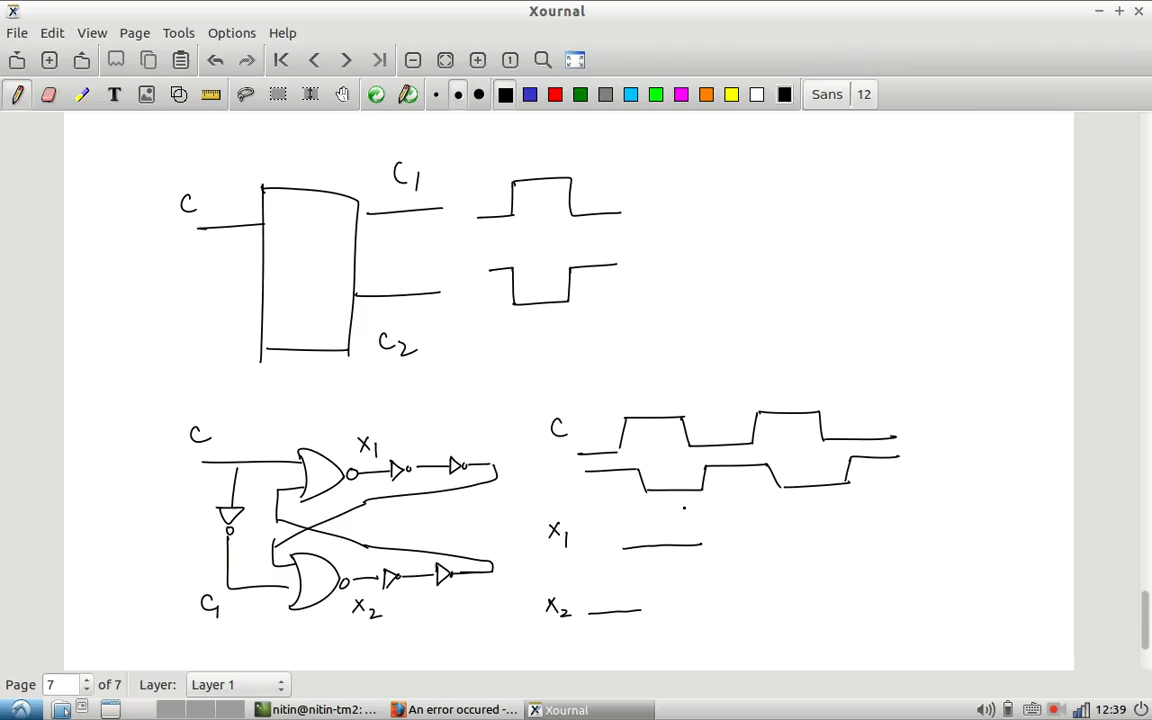 Xournal
File Edit View Page Tools Options Help
Sans 12
C
C1
C2
C
X1
C1
X2
C
X1
X2
Page 7 of 7 Layer: Layer 1
nitin@nitin-tm2: ... An error occured -... Xournal 12:39